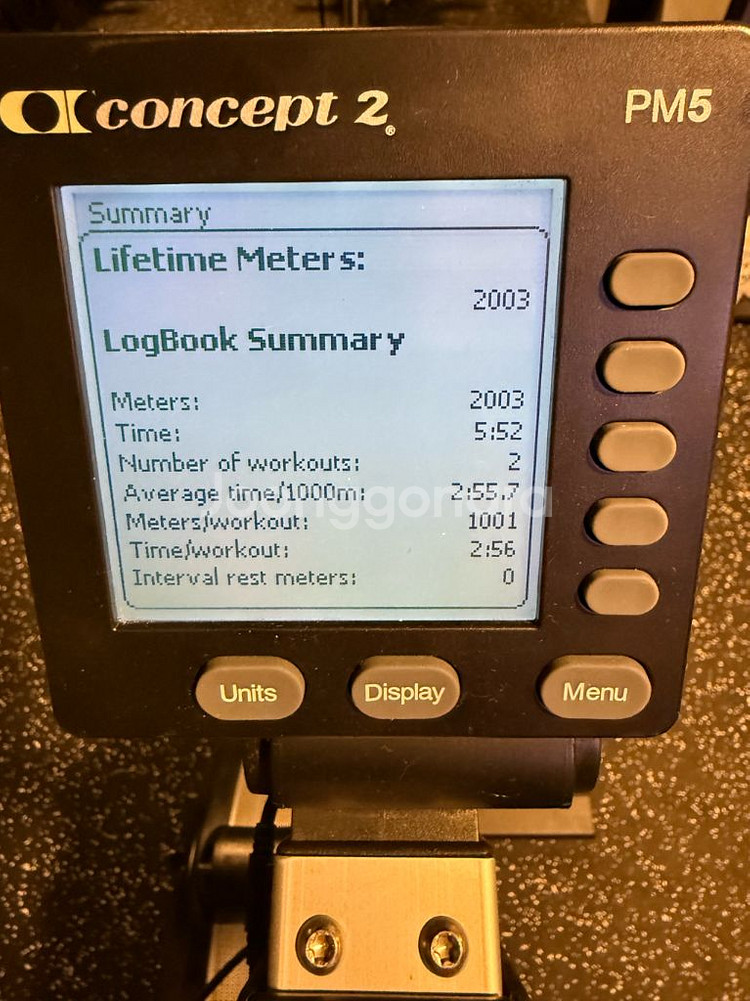 concept 2
PM5
Summary
Lifetime Meters:
2003
LogBook Summary
Meters: 2003
Time: 5:52
Number of workouts: 2
Average time/1000m: 2:55.7
Meters/workout: 1001
Time/workout: 2:56
Interval rest meters: 0
Joonggonara
Units Display Menu